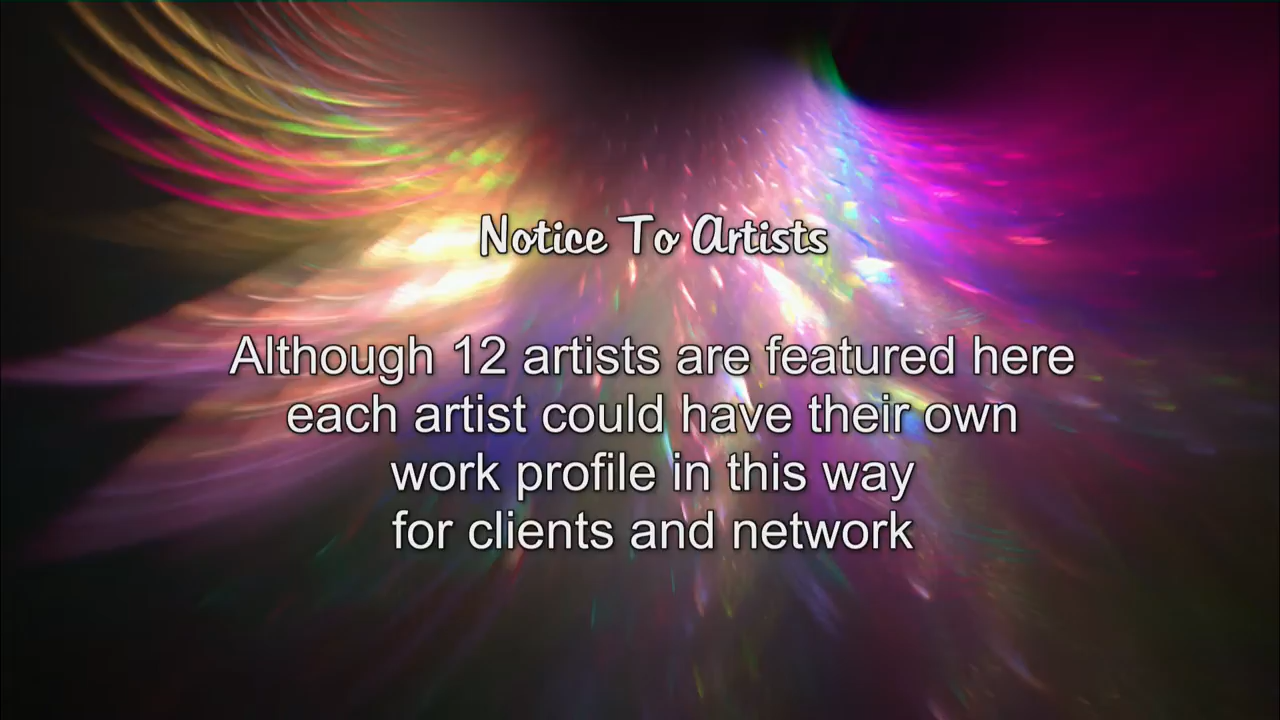 Notice To Artists
Although 12 artists are featured here
each artist could have their own
work profile in this way
for clients and network